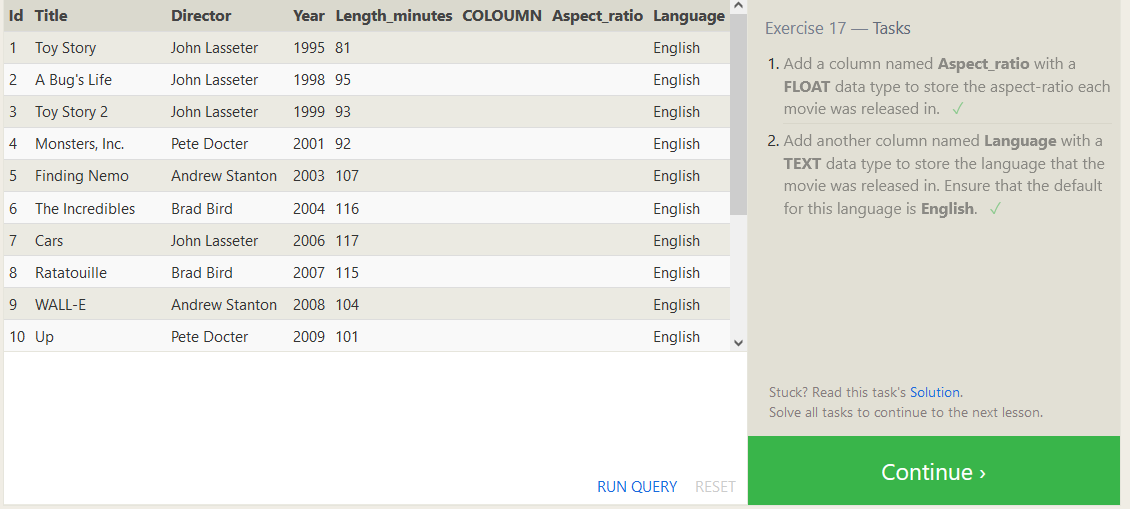 Id Title Director Year Length_minutes COLOUMN Aspect_ratio Language
1 Toy Story John Lasseter 1995 81 English
2 A Bug's Life John Lasseter 1998 95 English
3 Toy Story 2 John Lasseter 1999 93 English
4 Monsters, Inc. Pete Docter 2001 92 English
5 Finding Nemo Andrew Stanton 2003 107 English
6 The Incredibles Brad Bird 2004 116 English
7 Cars John Lasseter 2006 117 English
8 Ratatouille Brad Bird 2007 115 English
9 WALL-E Andrew Stanton 2008 104 English
10 Up Pete Docter 2009 101 English
RUN QUERY RESET
Exercise 17 — Tasks
1. Add a column named Aspect_ratio with a
FLOAT data type to store the aspect-ratio each
movie was released in. ✓
2. Add another column named Language with a
TEXT data type to store the language that the
movie was released in. Ensure that the default
for this language is English. ✓
Stuck? Read this task's Solution.
Solve all tasks to continue to the next lesson.
Continue ›